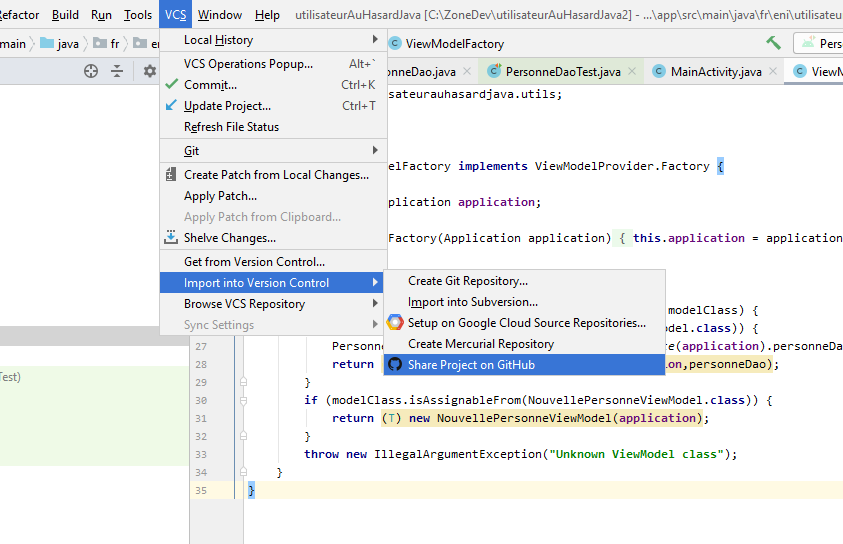 Refactor Build Run Tools VCS Window Help utilisateurAuHasardJava [C:\ZoneDev\utilisateurAuHasardJava2] - ...\app\src\main\java\fr\eni\utilisateu
main java fr en ViewModelFactory Pers
nneDao.java PersonneDaoTest.java MainActivity.java ViewM
Local History
VCS Operations Popup... Alt+`
Commit... Ctrl+K
Update Project... Ctrl+T
Refresh File Status
Git
Create Patch from Local Changes...
Apply Patch...
Apply Patch from Clipboard...
Shelve Changes...
Get from Version Control...
Import into Version Control
Browse VCS Repository
Sync Settings
Create Git Repository...
Import into Subversion...
Setup on Google Cloud Source Repositories...
Create Mercurial Repository
Share Project on GitHub
sateurauhasardjava.utils;
elFactory implements ViewModelProvider.Factory {
plication application;
Factory(Application application) { this.application = application
modelClass) {
odel.class)) {
27 Personne re(application).personneDa
28 return ion,personneDao);
29 }
30 if (modelClass.isAssignableFrom(NouvellePersonneViewModel.class)) {
31 return (T) new NouvellePersonneViewModel(application);
32 }
33 throw new IllegalArgumentException("Unknown ViewModel class");
34 }
35 }
Test)